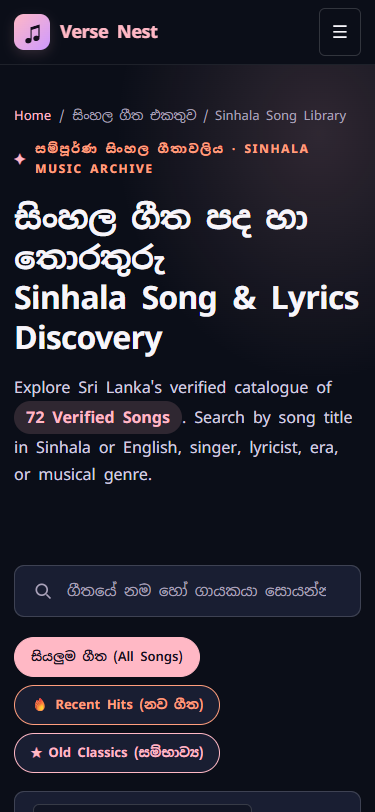 Verse Nest
Home / සිංහල ගීත එකතුව / Sinhala Song Library
සම්පූර්ණ සිංහල ගීතාවලිය · SINHALA
MUSIC ARCHIVE
සිංහල ගීත පද හා
තොරතුරු
Sinhala Song & Lyrics
Discovery
Explore Sri Lanka's verified catalogue of
72 Verified Songs. Search by song title
in Sinhala or English, singer, lyricist, era,
or musical genre.
ගීතයේ නම හෝ ගායකයා සොයන්න
සියලුම ගීත (All Songs)
Recent Hits (නව ගීත)
★ Old Classics (සම්භාව්‍ය)